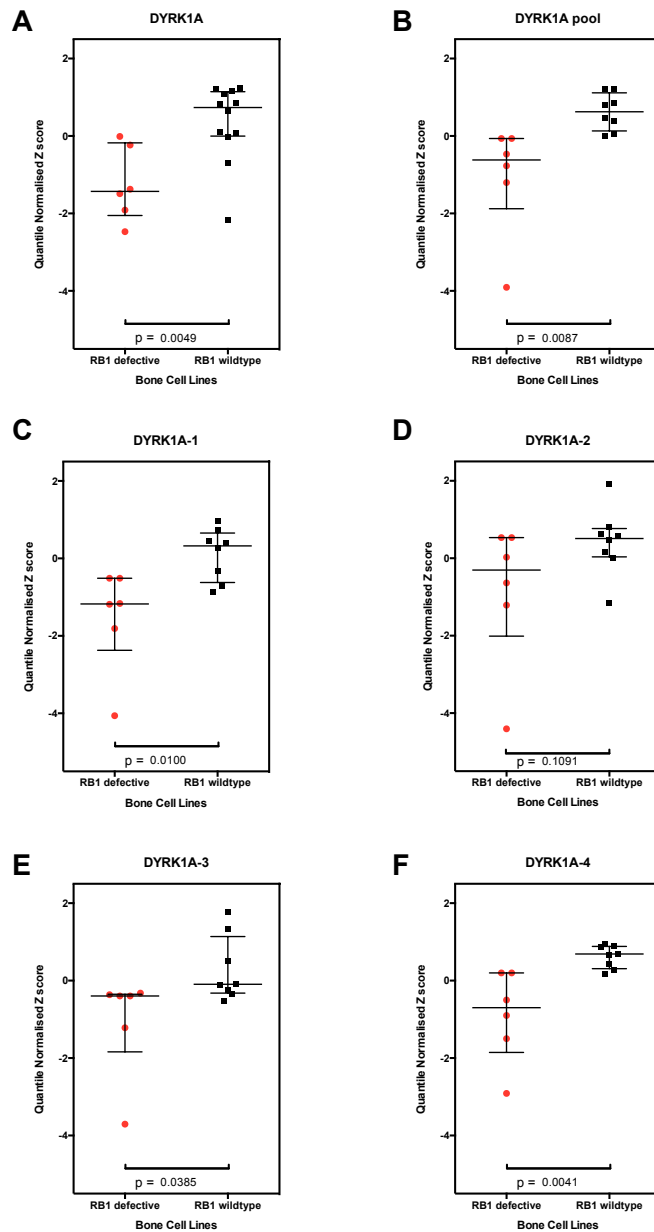 A
DYRK1A
Quantile Normalised Z score
2
0
-2
-4
p = 0.0049
RB1 defective RB1 wildtype
Bone Cell Lines
B
DYRK1A pool
Quantile Normalised Z score
2
0
-2
-4
p = 0.0087
RB1 defective RB1 wildtype
Bone Cell Lines
C
DYRK1A-1
Quantile Normalised Z score
2
0
-2
-4
p = 0.0100
RB1 defective RB1 wildtype
Bone Cell Lines
D
DYRK1A-2
Quantile Normalised Z score
2
0
-2
-4
p = 0.1091
RB1 defective RB1 wildtype
Bone Cell Lines
E
DYRK1A-3
Quantile Normalised Z score
2
0
-2
-4
p = 0.0385
RB1 defective RB1 wildtype
Bone Cell Lines
F
DYRK1A-4
Quantile Normalised Z score
2
0
-2
-4
p = 0.0041
RB1 defective RB1 wildtype
Bone Cell Lines